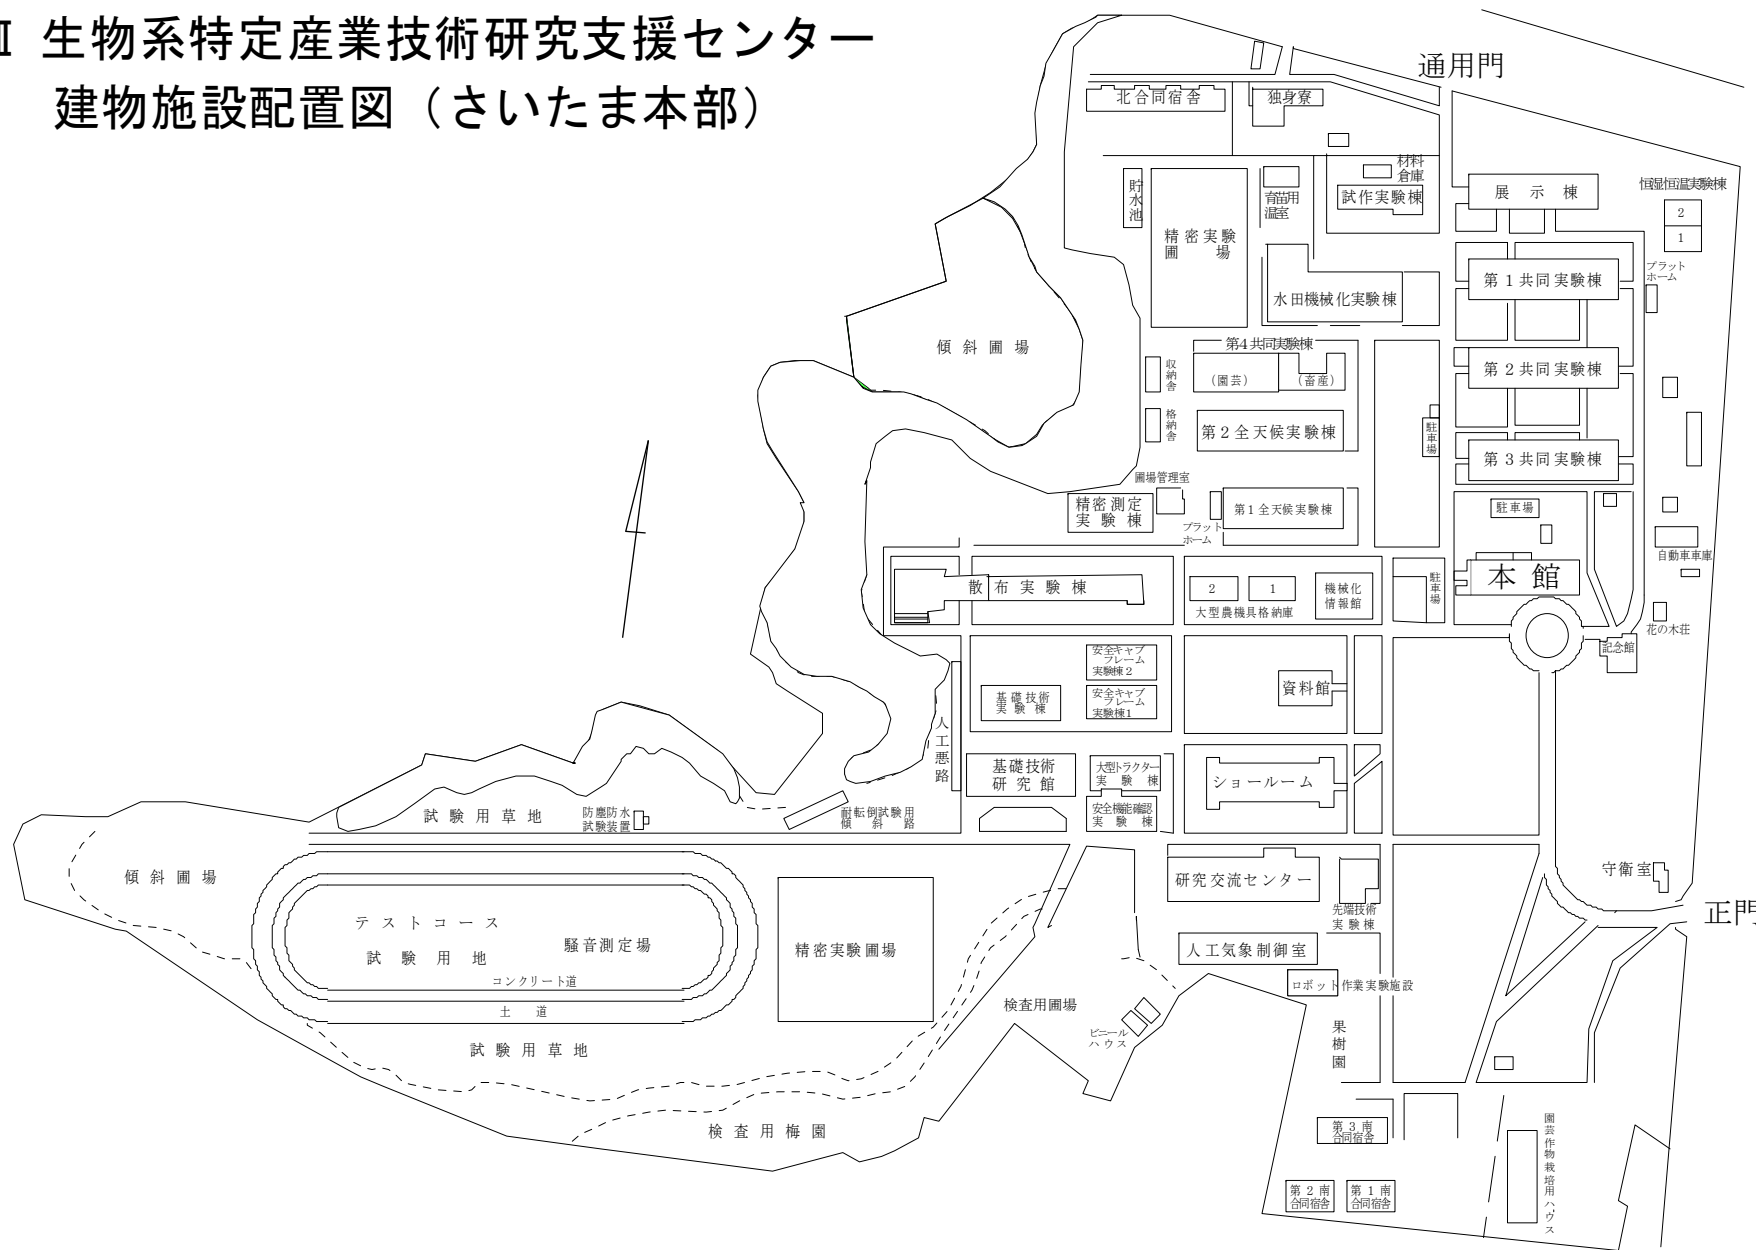 生物系特定産業技術研究支援センター
建物施設配置図（さいたま本部）
通用門
北合同宿舎
独身寮
材料
倉庫
試作実験棟
展示棟
恒湿恒温実験棟
2
1
貯水池
育苗用
温室
精密実験
圃場
プラット
ホーム
第1共同実験棟
水田機械化実験棟
傾斜圃場
第4共同実験棟
（園芸）
（畜産）
収納舎
第2共同実験棟
格納舎
第2全天候実験棟
駐車場
第3共同実験棟
圃場管理室
精密測定
実験棟
プラット
ホーム
第1全天候実験棟
駐車場
自動車車庫
本館
散布実験棟
2
1
大型農機具格納庫
機械化
情報館
駐車場
花の木荘
記念館
安全キャブ
フレーム
実験棟2
基礎技術
実験棟
安全キャブ
フレーム
実験棟1
資料館
人工悪路
基礎技術
研究館
大型トラクター
実験棟
ショールーム
安全機能確認
実験棟
試験用草地
防塵防水
試験装置
耐転倒試験用
傾斜路
傾斜圃場
研究交流センター
守衛室
正門
先端技術
実験棟
テストコース
試験用地
騒音測定場
精密実験圃場
人工気象制御室
コンクリート道
ロボット作業実験施設
土道
検査用圃場
ビニール
ハウス
果樹園
試験用草地
検査用梅園
第3南
合同宿舎
園芸作物栽培用ハウス
第2南
合同宿舎
第1南
合同宿舎